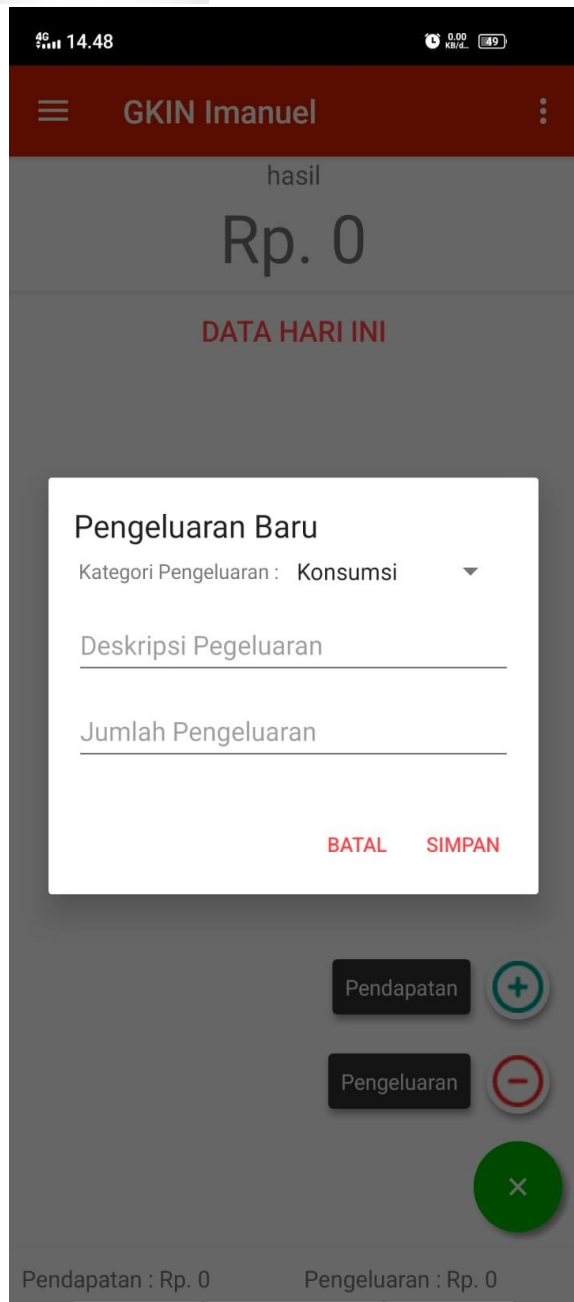 4G 14.48 0.00 KB/d... 49
GKIN Imanuel
hasil
Rp. 0
DATA HARI INI
Pengeluaran Baru
Kategori Pengeluaran : Konsumsi
Deskripsi Pegeluaran
Jumlah Pengeluaran
BATAL SIMPAN
Pendapatan
Pengeluaran
Pendapatan : Rp. 0 Pengeluaran : Rp. 0